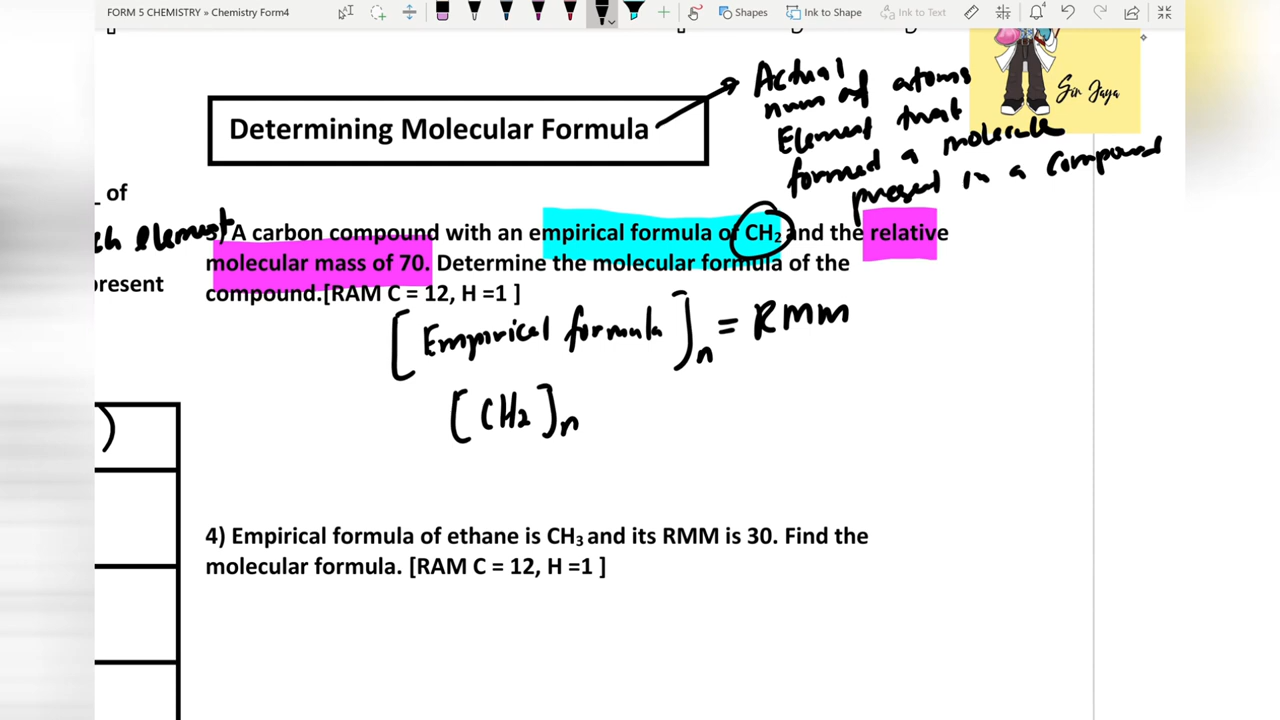 FORM 5 CHEMISTRY » Chemistry Form4
Shapes
Ink to Shape
Ink to Text
Determining Molecular Formula
Actual
num of atoms
Element that
formed a molecule
present in a compound
Sir Jaya
of
ch element
present
3) A carbon compound with an empirical formula of CH₂ and the relative
molecular mass of 70. Determine the molecular formula of the
compound.[RAM C = 12, H =1 ]
[Empirical formula]n = RMM
[CH2]n
)
4) Empirical formula of ethane is CH₃ and its RMM is 30. Find the
molecular formula. [RAM C = 12, H =1 ]